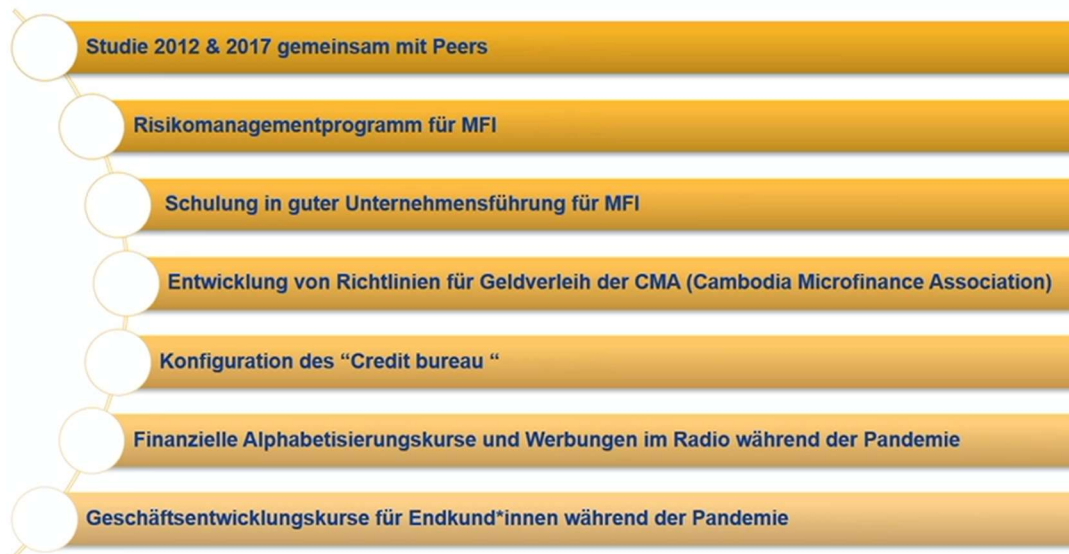 Studie 2012 & 2017 gemeinsam mit Peers
Risikomanagementprogramm für MFI
Schulung in guter Unternehmensführung für MFI
Entwicklung von Richtlinien für Geldverleih der CMA (Cambodia Microfinance Association)
Konfiguration des “Credit bureau “
Finanzielle Alphabetisierungskurse und Werbungen im Radio während der Pandemie
Geschäftsentwicklungskurse für Endkund*innen während der Pandemie